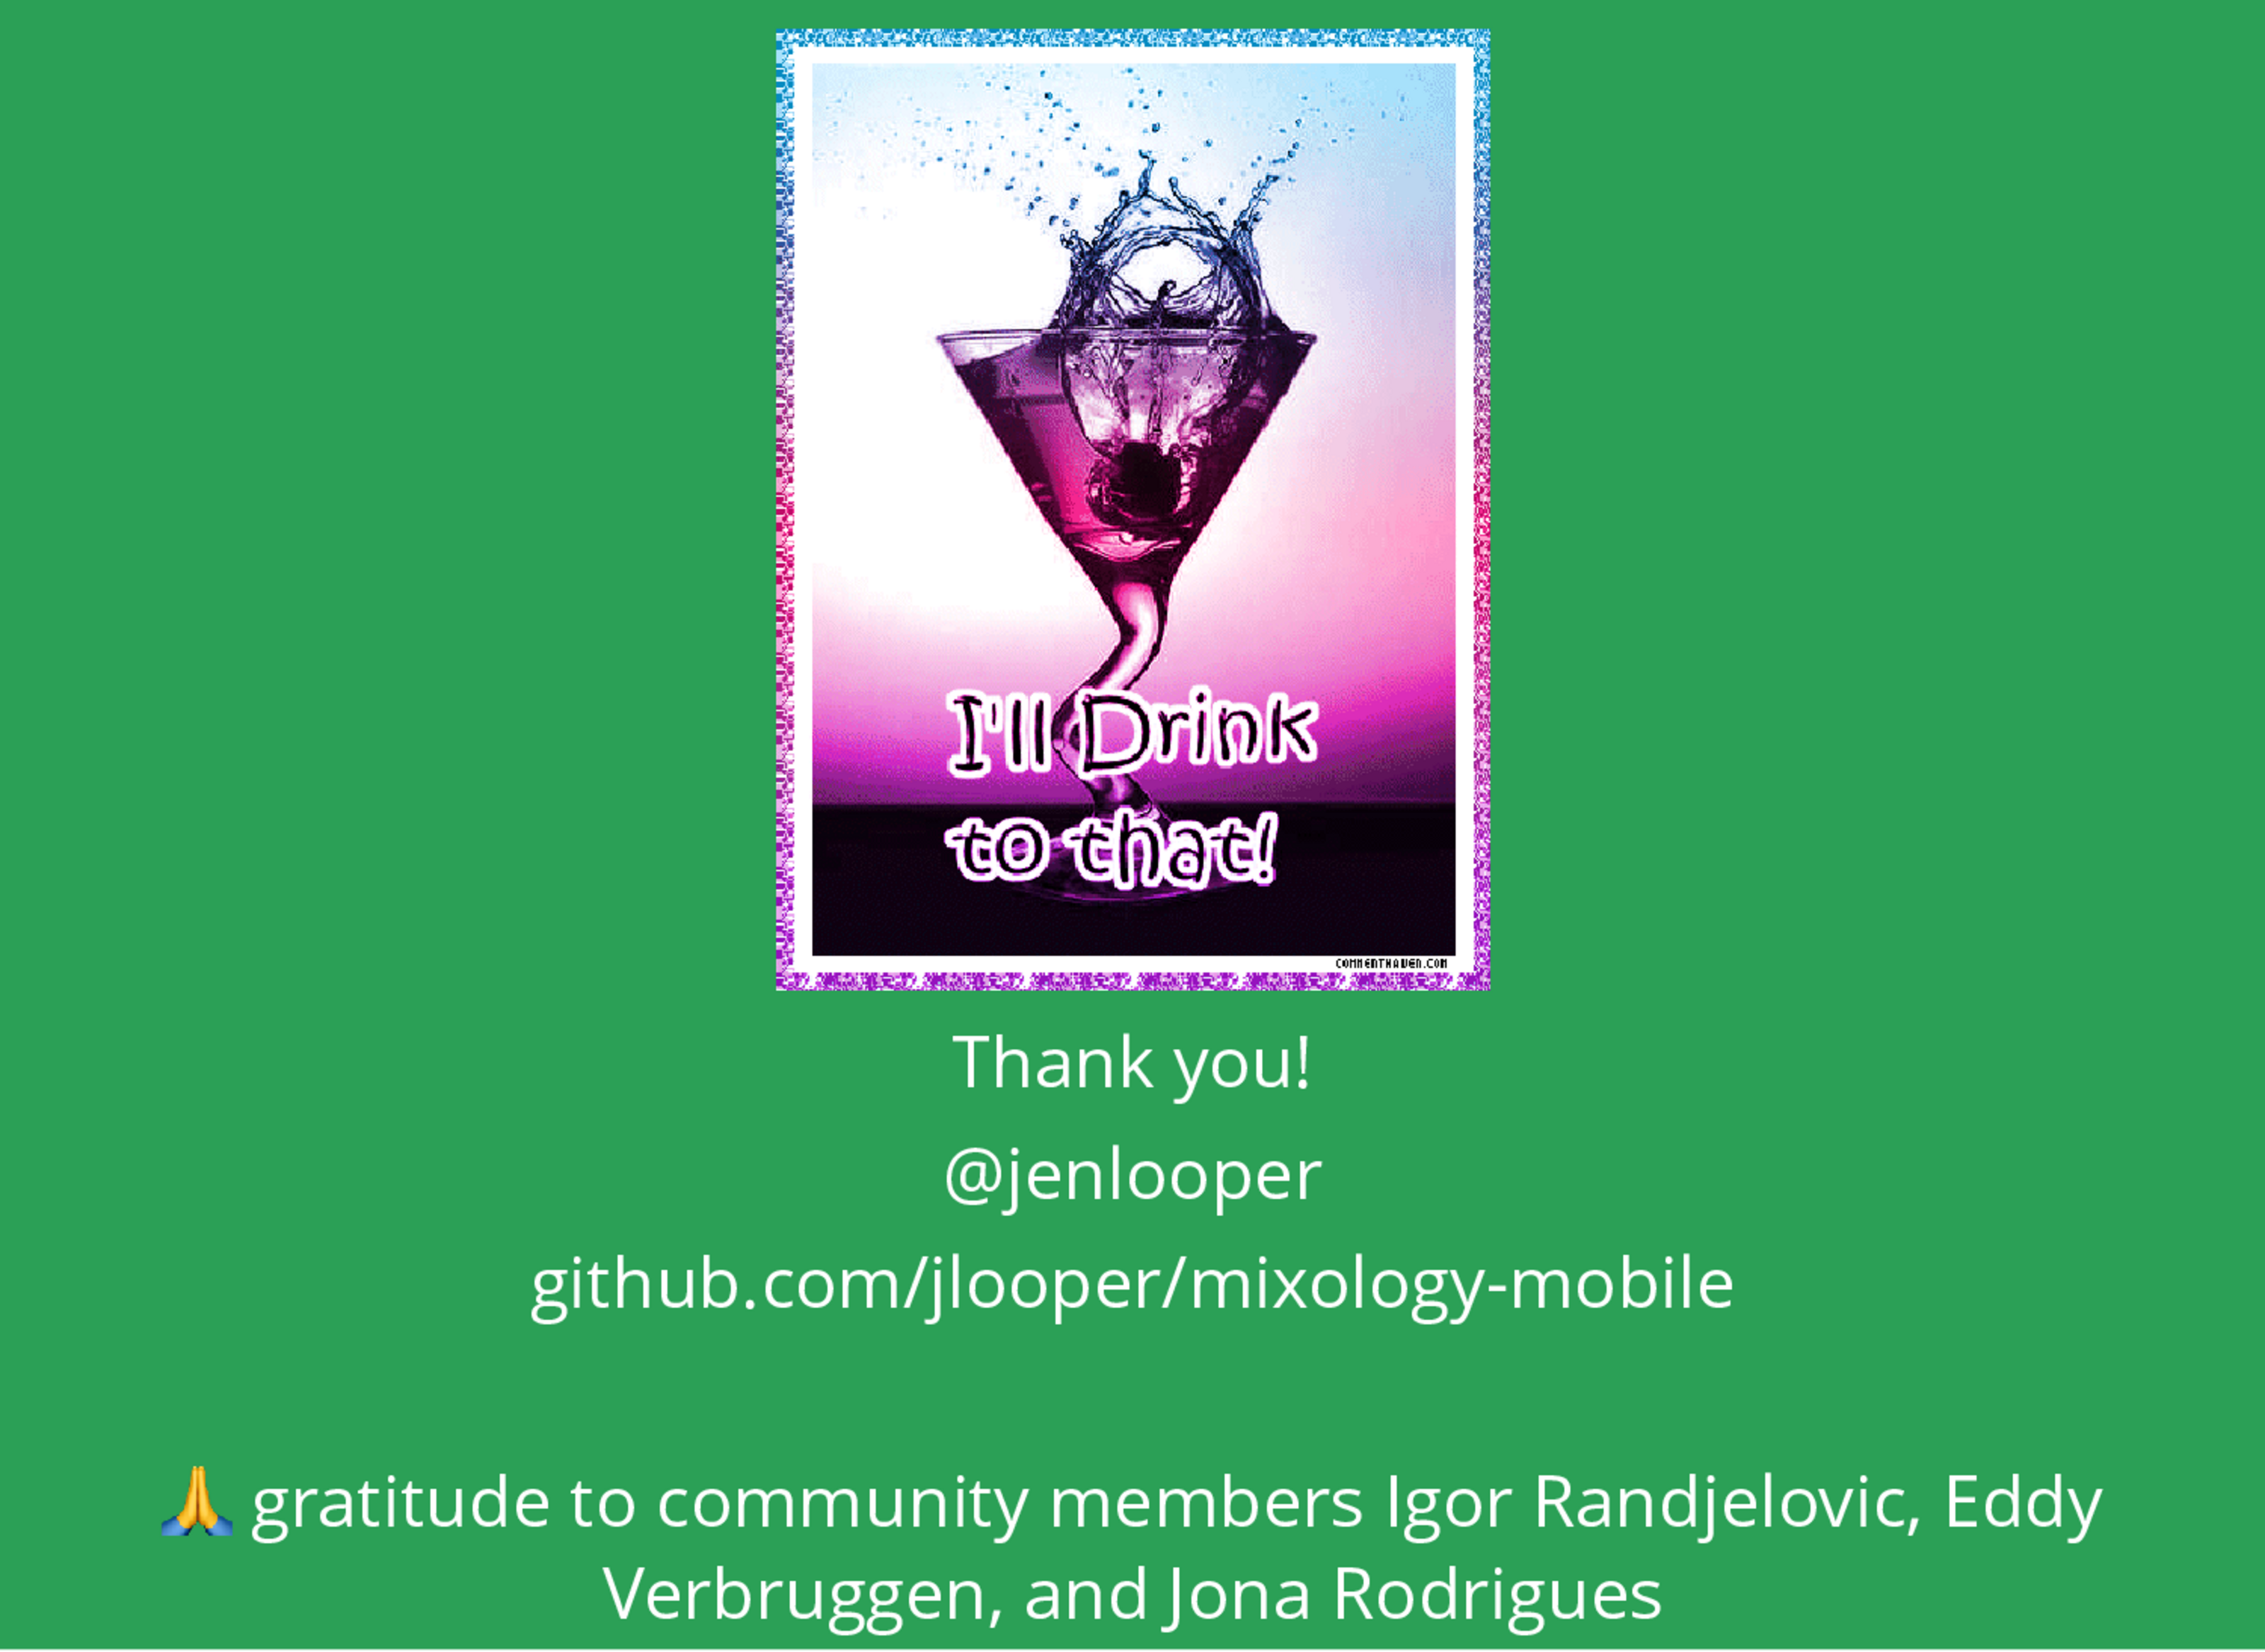 I'll Drink
to that!
COMMENTHAVEN.COM
Thank you!
@jenlooper
github.com/jlooper/mixology-mobile
🙏 gratitude to community members Igor Randjelovic, Eddy
Verbruggen, and Jona Rodrigues